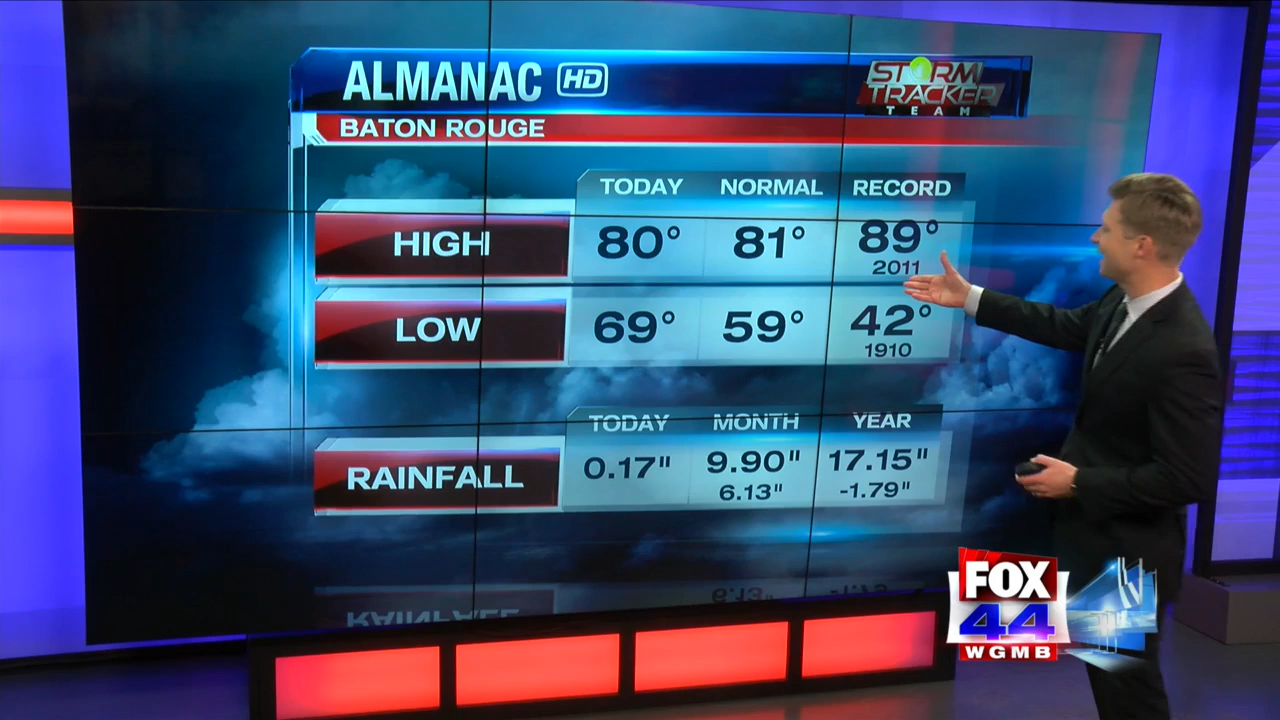 ALMANAC HD
STORM
TRACKER
TEAM
BATON ROUGE
TODAY NORMAL RECORD
HIGH 80° 81° 89°
2011
LOW 69° 59° 42°
1910
TODAY MONTH YEAR
RAINFALL 0.17" 9.90" 17.15"
6.13" -1.79"
FOX
44
WGMB